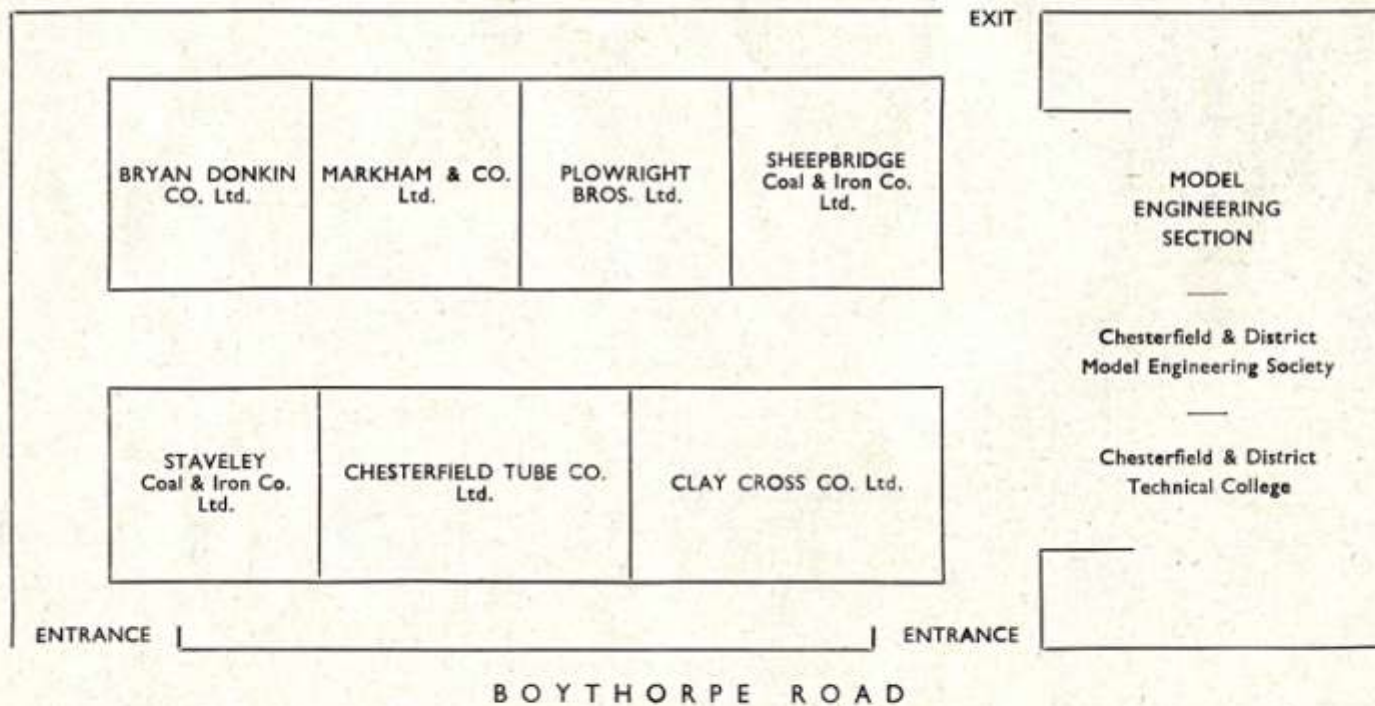 EXIT
BRYAN DONKIN
CO. Ltd.
MARKHAM & CO.
Ltd.
PLOWRIGHT
BROS. Ltd.
SHEEPBRIDGE
Coal & Iron Co.
Ltd.
MODEL
ENGINEERING
SECTION
Chesterfield & District
Model Engineering Society
Chesterfield & District
Technical College
STAVELEY
Coal & Iron Co.
Ltd.
CHESTERFIELD TUBE CO.
Ltd.
CLAY CROSS CO. Ltd.
ENTRANCE
ENTRANCE
BOYTHORPE ROAD